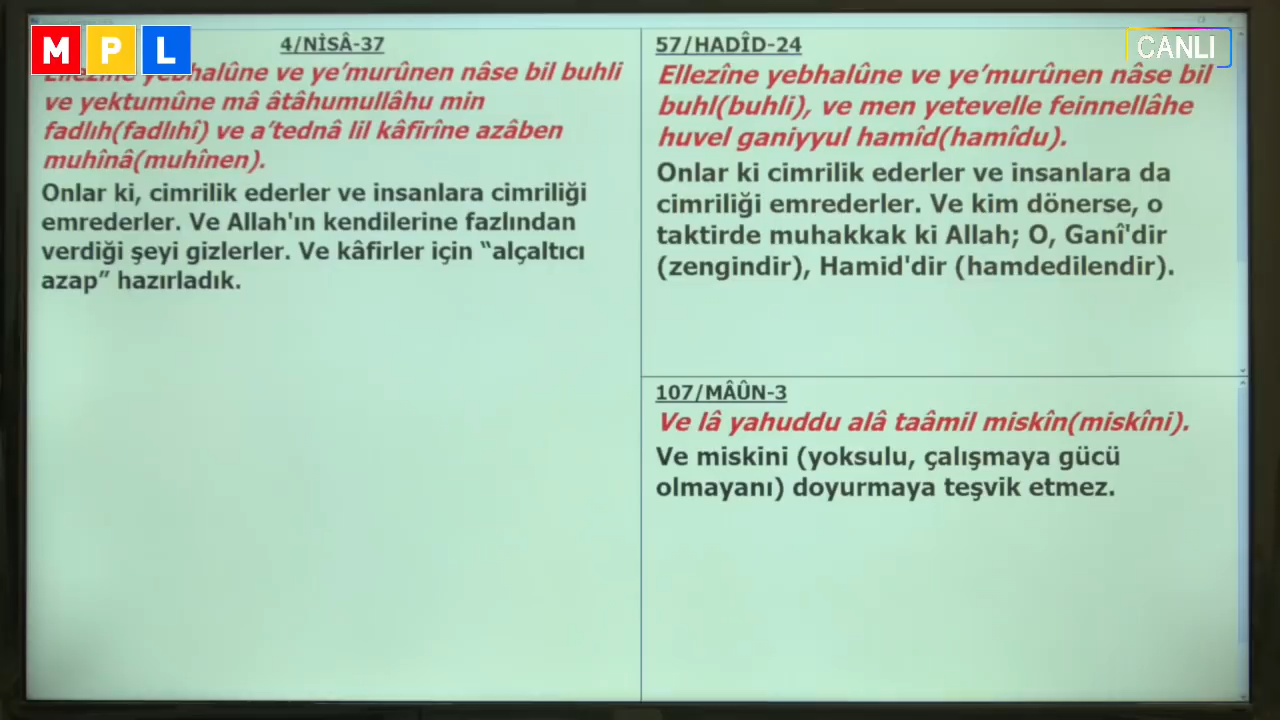 M P L
CANLI
4/NİSÂ-37
Ellezîne yebhalûne ve ye’murûnen nâse bil buhli
ve yektumûne mâ âtâhumullâhu min
fadlıh(fadlıhî) ve a’tednâ lil kâfirîne azâben
muhînâ(muhînen).
Onlar ki, cimrilik ederler ve insanlara cimriliği
emrederler. Ve Allah'ın kendilerine fazlından
verdiği şeyi gizlerler. Ve kâfirler için “alçaltıcı
azap” hazırladık.
57/HADÎD-24
Ellezîne yebhalûne ve ye’murûnen nâse bil
buhl(buhli), ve men yetevelle feinnellâhe
huvel ganiyyul hamîd(hamîdu).
Onlar ki cimrilik ederler ve insanlara da
cimriliği emrederler. Ve kim dönerse, o
taktirde muhakkak ki Allah; O, Ganî'dir
(zengindir), Hamid'dir (hamdedilendir).
107/MÂÛN-3
Ve lâ yahuddu alâ taâmil miskîn(miskîni).
Ve miskini (yoksulu, çalışmaya gücü
olmayanı) doyurmaya teşvik etmez.